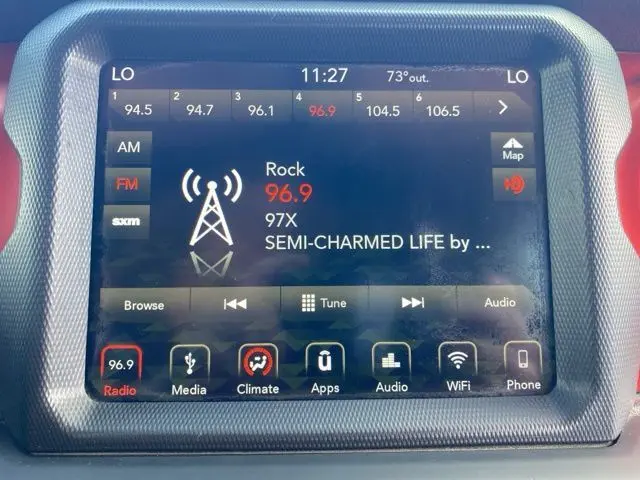 LO 11:27 73°out. LO
1 94.5 2 94.7 3 96.1 4 96.9 5 104.5 6 106.5
AM
Map
FM
sxm
Rock
96.9
97X
SEMI-CHARMED LIFE by ...
Browse Tune Audio
96.9 û
Radio Media Climate Apps Audio WiFi Phone